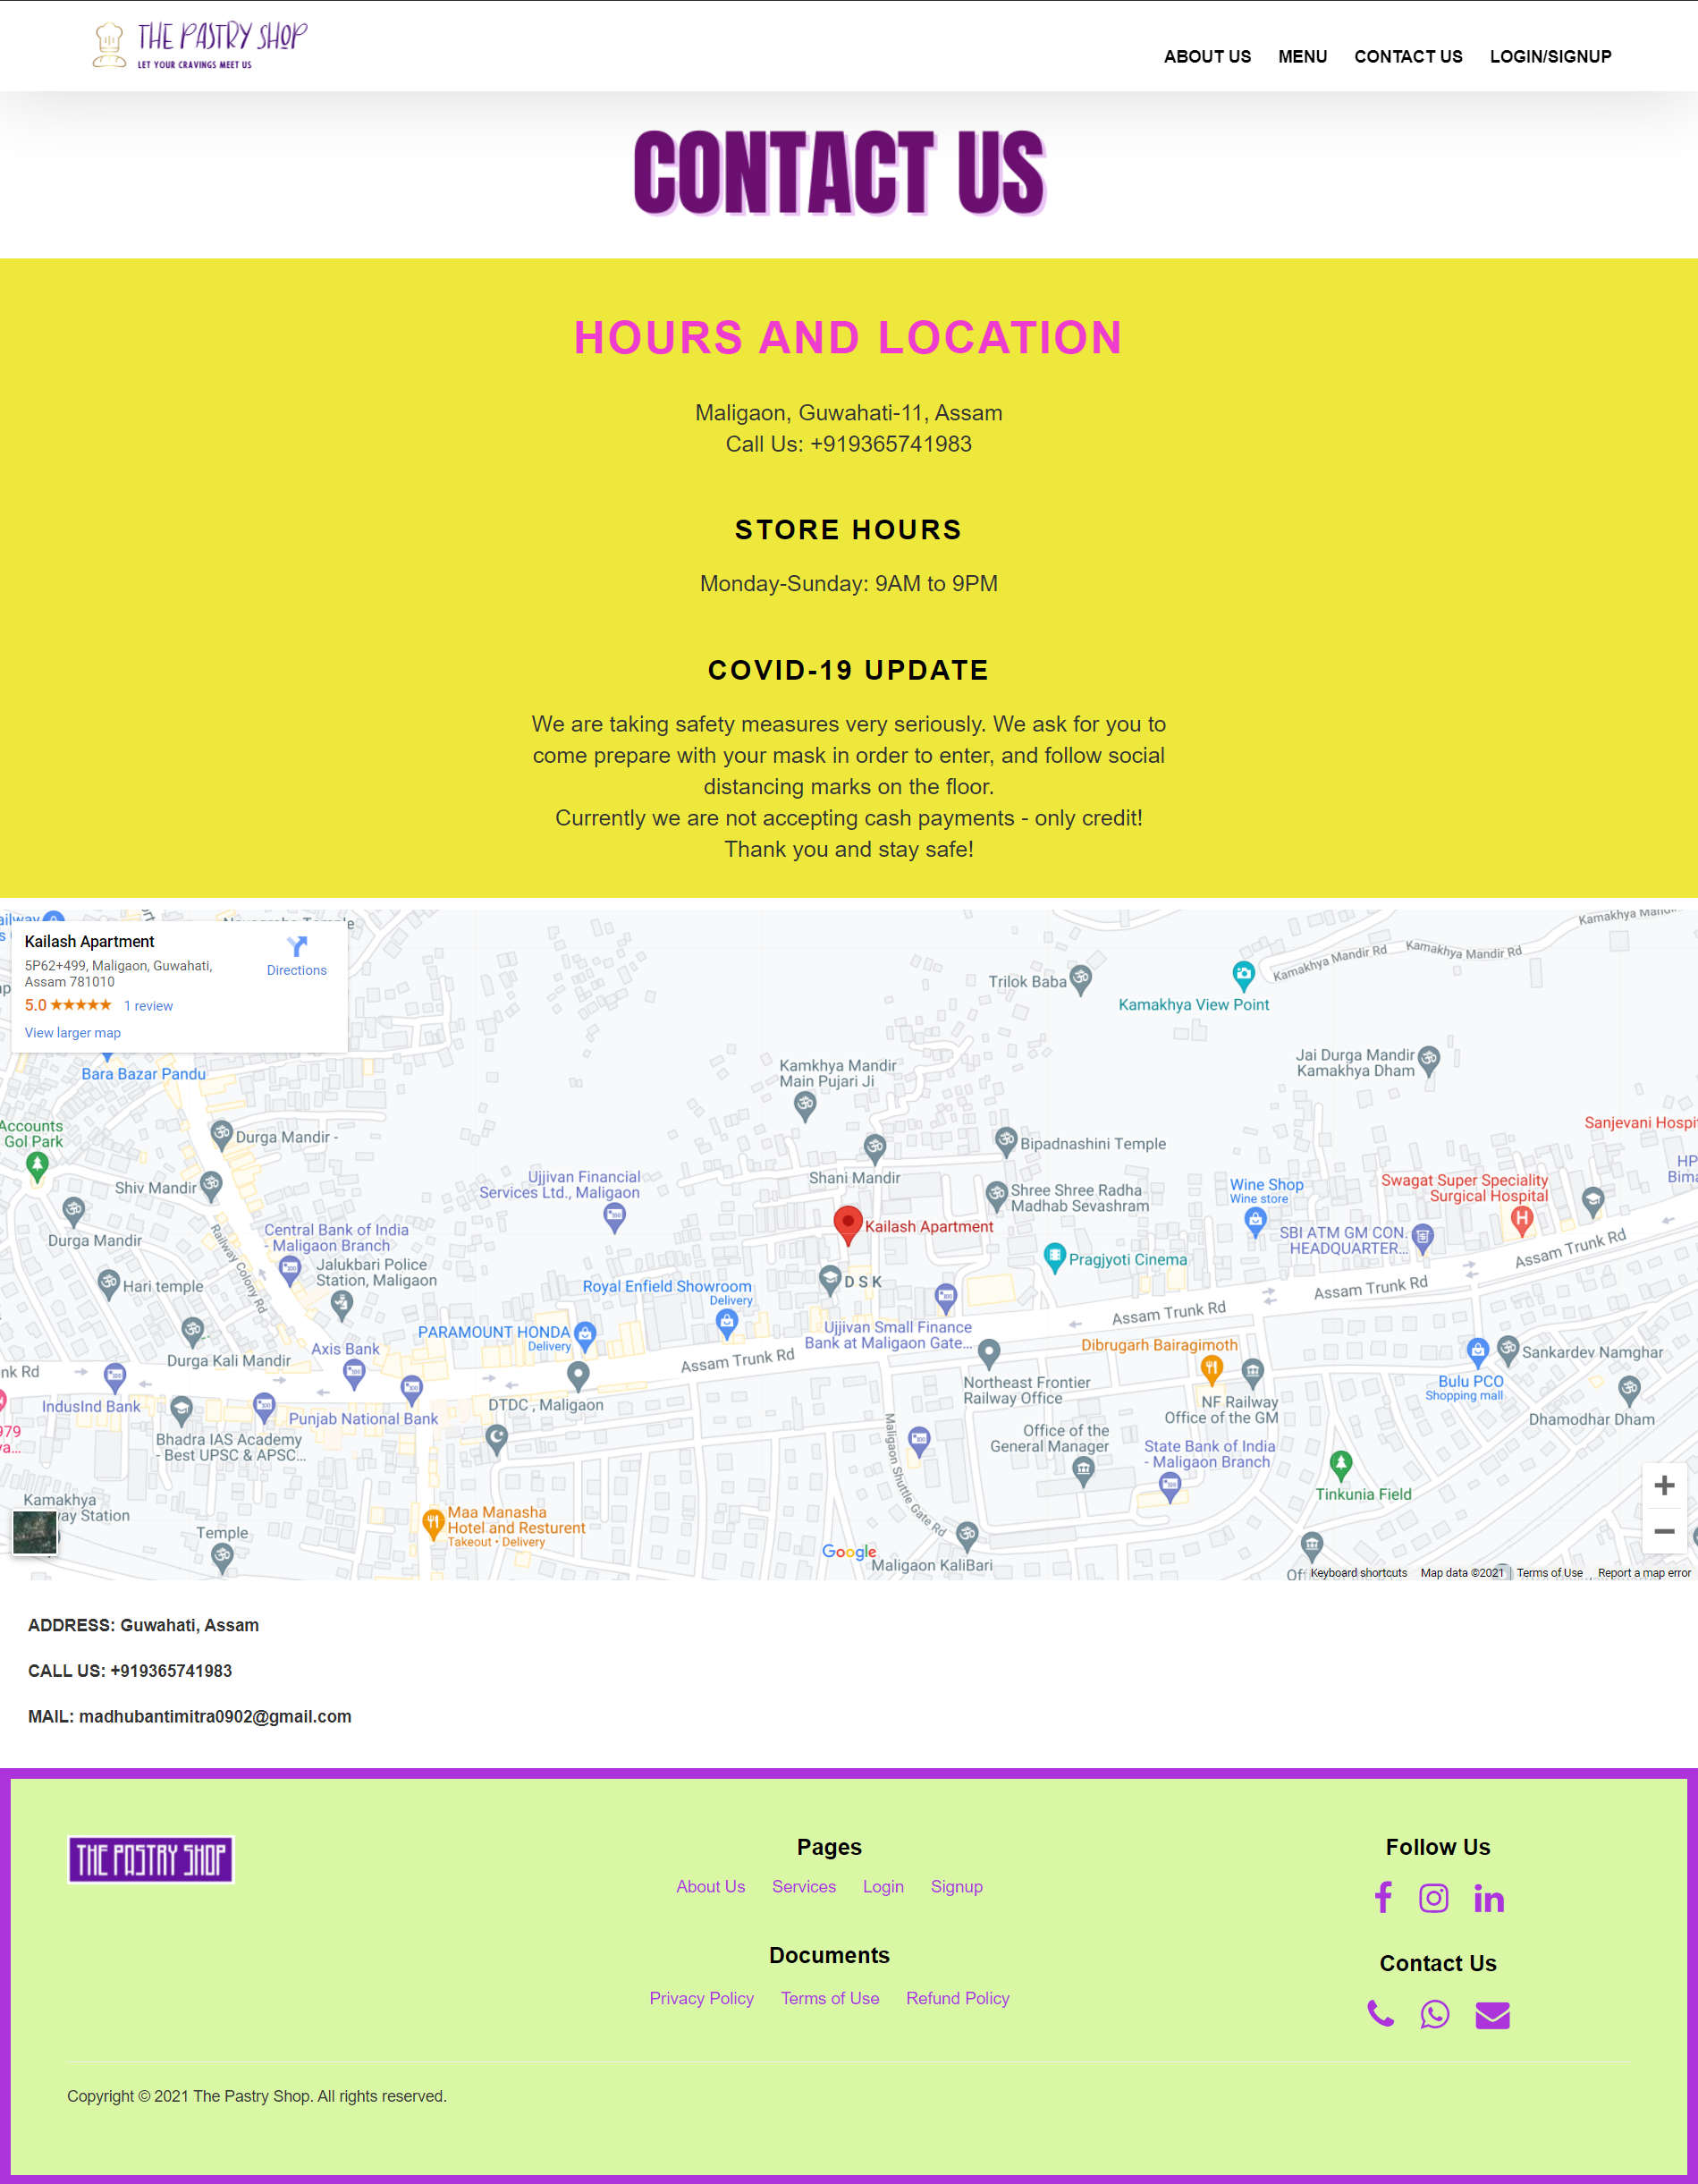 THE PASTRY SHOP
LET YOUR CRAVINGS MEET US
ABOUT US MENU CONTACT US LOGIN/SIGNUP
CONTACT US
HOURS AND LOCATION
Maligaon, Guwahati-11, Assam
Call Us: +919365741983
STORE HOURS
Monday-Sunday: 9AM to 9PM
COVID-19 UPDATE
We are taking safety measures very seriously. We ask for you to
come prepare with your mask in order to enter, and follow social
distancing marks on the floor.
Currently we are not accepting cash payments - only credit!
Thank you and stay safe!
Kailash Apartment
5P62+499, Maligaon, Guwahati,
Assam 781010
5.0 ★★★★★ 1 review
View larger map
Directions
Kamakhya Mandir Rd
Kamakhya Mandir Rd
Trilok Baba
Kamakhya View Point
Bara Bazar Pandu
Kamkhya Mandir
Main Pujari Ji
Jai Durga Mandir
Kamakhya Dham
Accounts
Gol Park
Durga Mandir -
Bipadnashini Temple
Shani Mandir
Shiv Mandir
Ujjivan Financial
Services Ltd., Maligaon
Shree Shree Radha
Madhab Sevashram
Wine Shop
Wine store
Swagat Super Speciality
Surgical Hospital
HP
Durga Mandir
Central Bank of India
- Maligaon Branch
Railway Colony Rd
Kailash Apartment
SBI ATM GM CON.
HEADQUARTER...
Assam Trunk Rd
Pragjyoti Cinema
Jalukbari Police
Station, Maligaon
Hari temple
Royal Enfield Showroom
Delivery
D S K
Assam Trunk Rd
Assam Trunk Rd
PARAMOUNT HONDA
Delivery
Ujjivan Small Finance
Bank at Maligaon Gate...
Durga Kali Mandir
Axis Bank
Assam Trunk Rd
Dibrugarh Bairagimoth
Sankardev Namghar
nk Rd
Northeast Frontier
Railway Office
Bulu PCO
Shopping mall
IndusInd Bank
Punjab National Bank
DTDC , Maligaon
NF Railway
Office of the GM
Dhamodhar Dham
Bhadra IAS Academy
- Best UPSC & APSC...
Maligaon Shuttle Gate Rd
Office of the
General Manager
State Bank of India
- Maligaon Branch
Tinkunia Field
Kamakhya
way Station
Temple
Maa Manasha
Hotel and Resturent
Takeout • Delivery
Google
Maligaon KaliBari
Keyboard shortcuts Map data ©2021 Terms of Use Report a map error
ADDRESS: Guwahati, Assam
CALL US: +919365741983
MAIL: madhubantimitra0902@gmail.com
THE PASTRY SHOP
Pages
About Us Services Login Signup
Documents
Privacy Policy Terms of Use Refund Policy
Follow Us
Contact Us
Copyright © 2021 The Pastry Shop. All rights reserved.